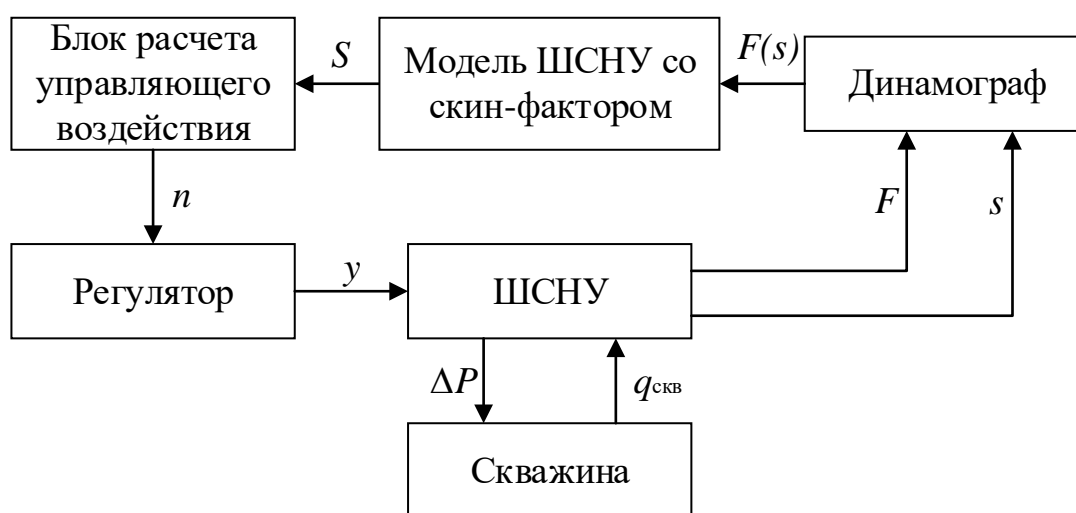 Блок расчета
управляющего
воздействия
S
Модель ШСНУ со
скин-фактором
F(s)
Динамограф
n
F
s
Регулятор
y
ШСНУ
ΔP
qскв
Скважина